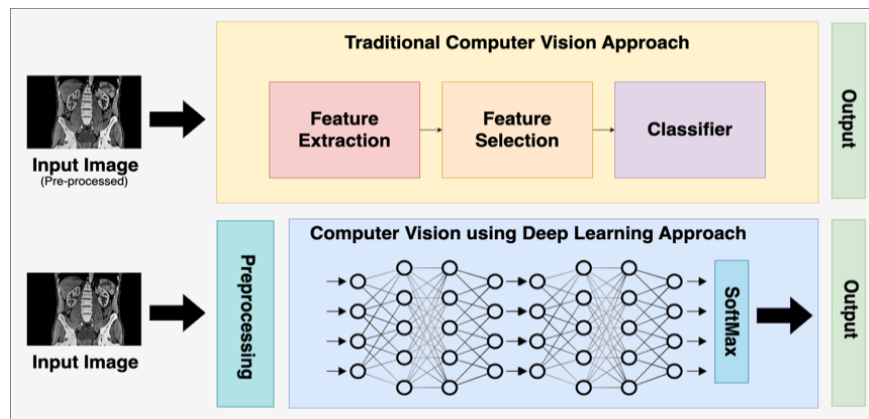 Traditional Computer Vision Approach
Feature
Extraction
Feature
Selection
Classifier
Output
Input Image
(Pre-processed)
Computer Vision using Deep Learning Approach
Preprocessing
SoftMax
Output
Input Image